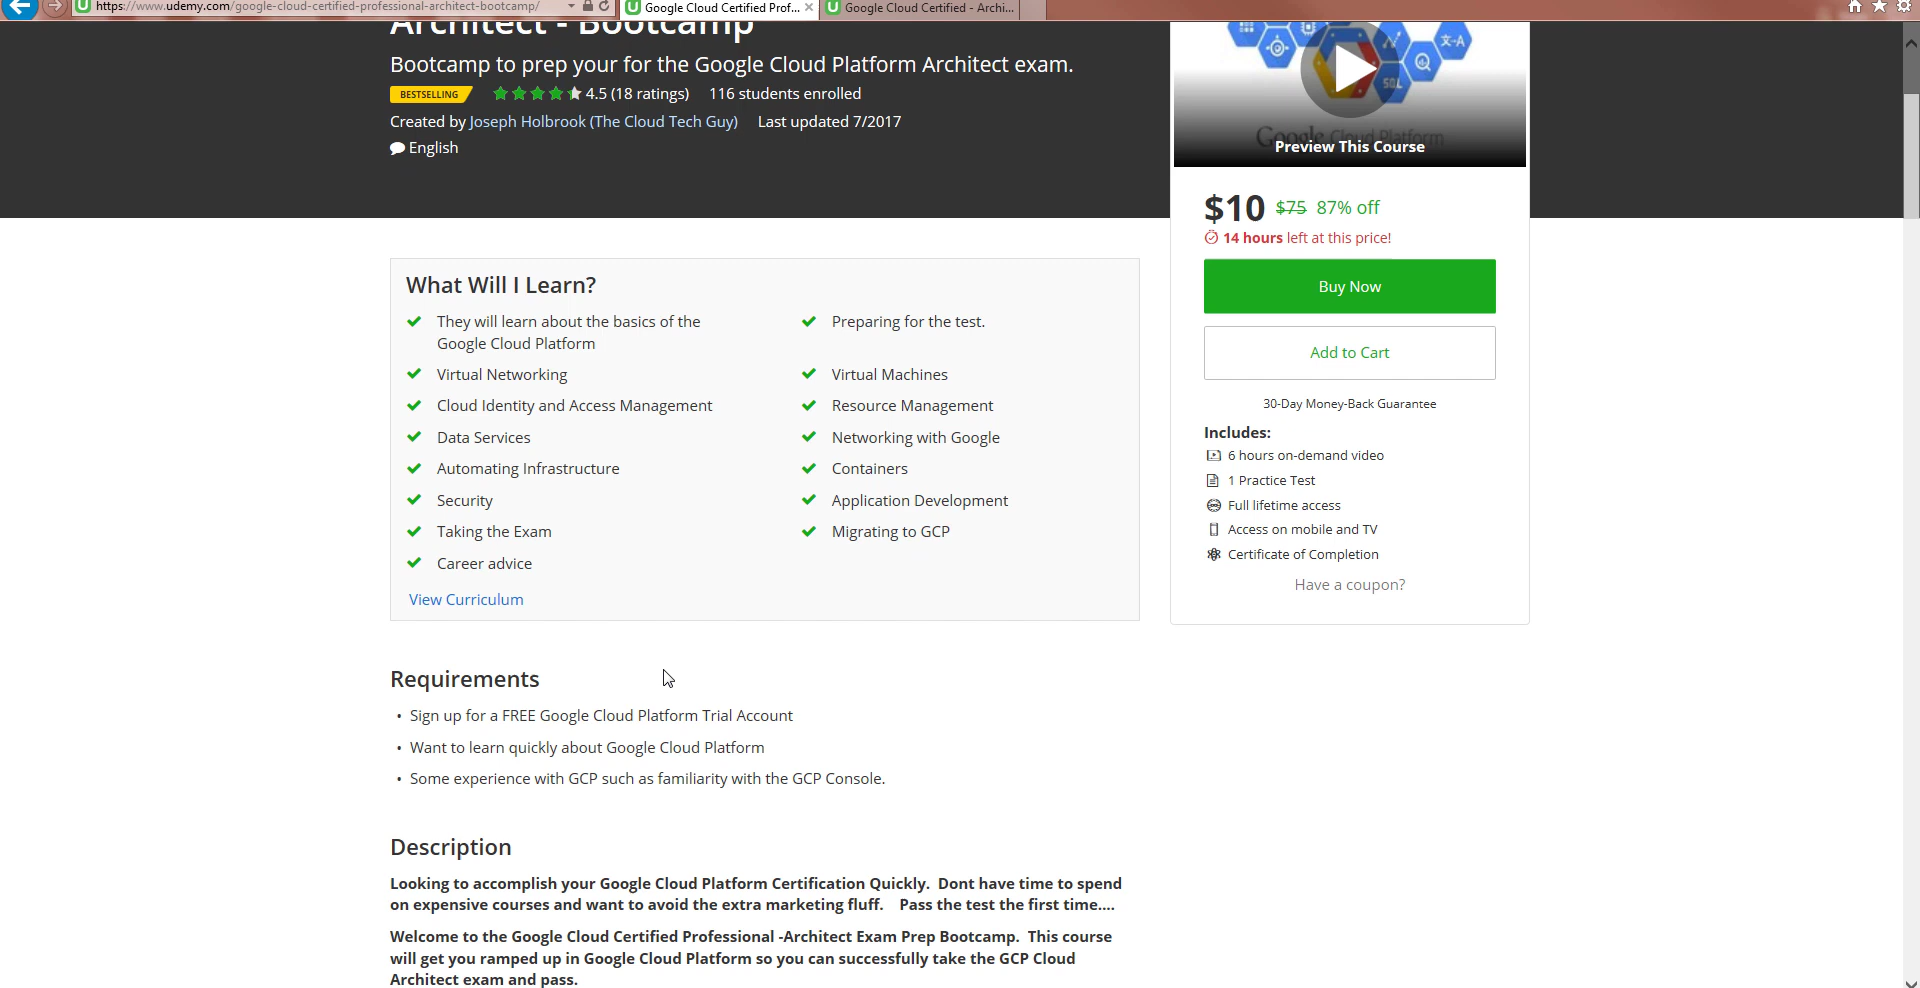 https://www.udemy.com/google-cloud-certified-professional-architect-bootcamp/
Google Cloud Certified Prof...
Google Cloud Certified - Archi...
Architect - Bootcamp
Bootcamp to prep your for the Google Cloud Platform Architect exam.
BESTSELLING
4.5 (18 ratings)
116 students enrolled
Created by Joseph Holbrook (The Cloud Tech Guy)
Last updated 7/2017
English
文A
SQL
Google Cloud Platform
Preview This Course
$10 $75 87% off
14 hours left at this price!
Buy Now
Add to Cart
30-Day Money-Back Guarantee
Includes:
6 hours on-demand video
1 Practice Test
Full lifetime access
Access on mobile and TV
Certificate of Completion
Have a coupon?
What Will I Learn?
They will learn about the basics of the
Google Cloud Platform
Preparing for the test.
Virtual Networking
Virtual Machines
Cloud Identity and Access Management
Resource Management
Data Services
Networking with Google
Automating Infrastructure
Containers
Security
Application Development
Taking the Exam
Migrating to GCP
Career advice
View Curriculum
Requirements
• Sign up for a FREE Google Cloud Platform Trial Account
• Want to learn quickly about Google Cloud Platform
• Some experience with GCP such as familiarity with the GCP Console.
Description
Looking to accomplish your Google Cloud Platform Certification Quickly. Dont have time to spend
on expensive courses and want to avoid the extra marketing fluff. Pass the test the first time....
Welcome to the Google Cloud Certified Professional -Architect Exam Prep Bootcamp. This course
will get you ramped up in Google Cloud Platform so you can successfully take the GCP Cloud
Architect exam and pass.